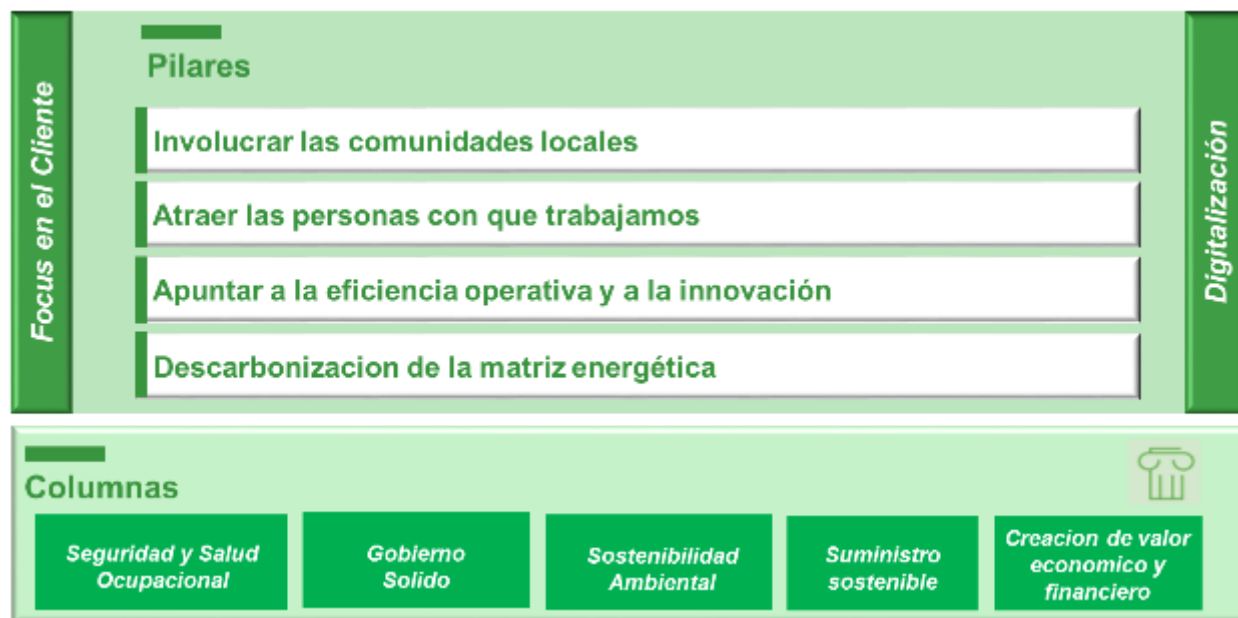 Focus en el Cliente
Pilares
Involucrar las comunidades locales
Atraer las personas con que trabajamos
Apuntar a la eficiencia operativa y a la innovación
Descarbonizacion de la matriz energética
Digitalización
Columnas
Seguridad y Salud
Ocupacional
Gobierno
Solido
Sostenibilidad
Ambiental
Suministro
sostenible
Creacion de valor
economico y
financiero